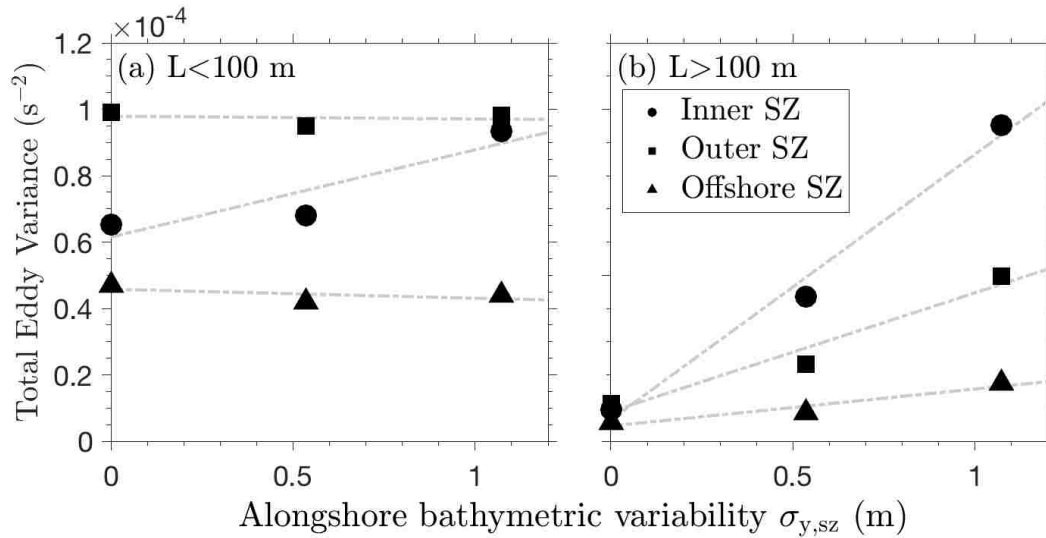 ×10⁻⁴
(a) L<100 m
(b) L>100 m
Inner SZ
Outer SZ
Offshore SZ
Total Eddy Variance (s⁻²)
1.2
1
0.8
0.6
0.4
0.2
0
0 0.5 1
0 0.5 1
Alongshore bathymetric variability σ_y,sz (m)